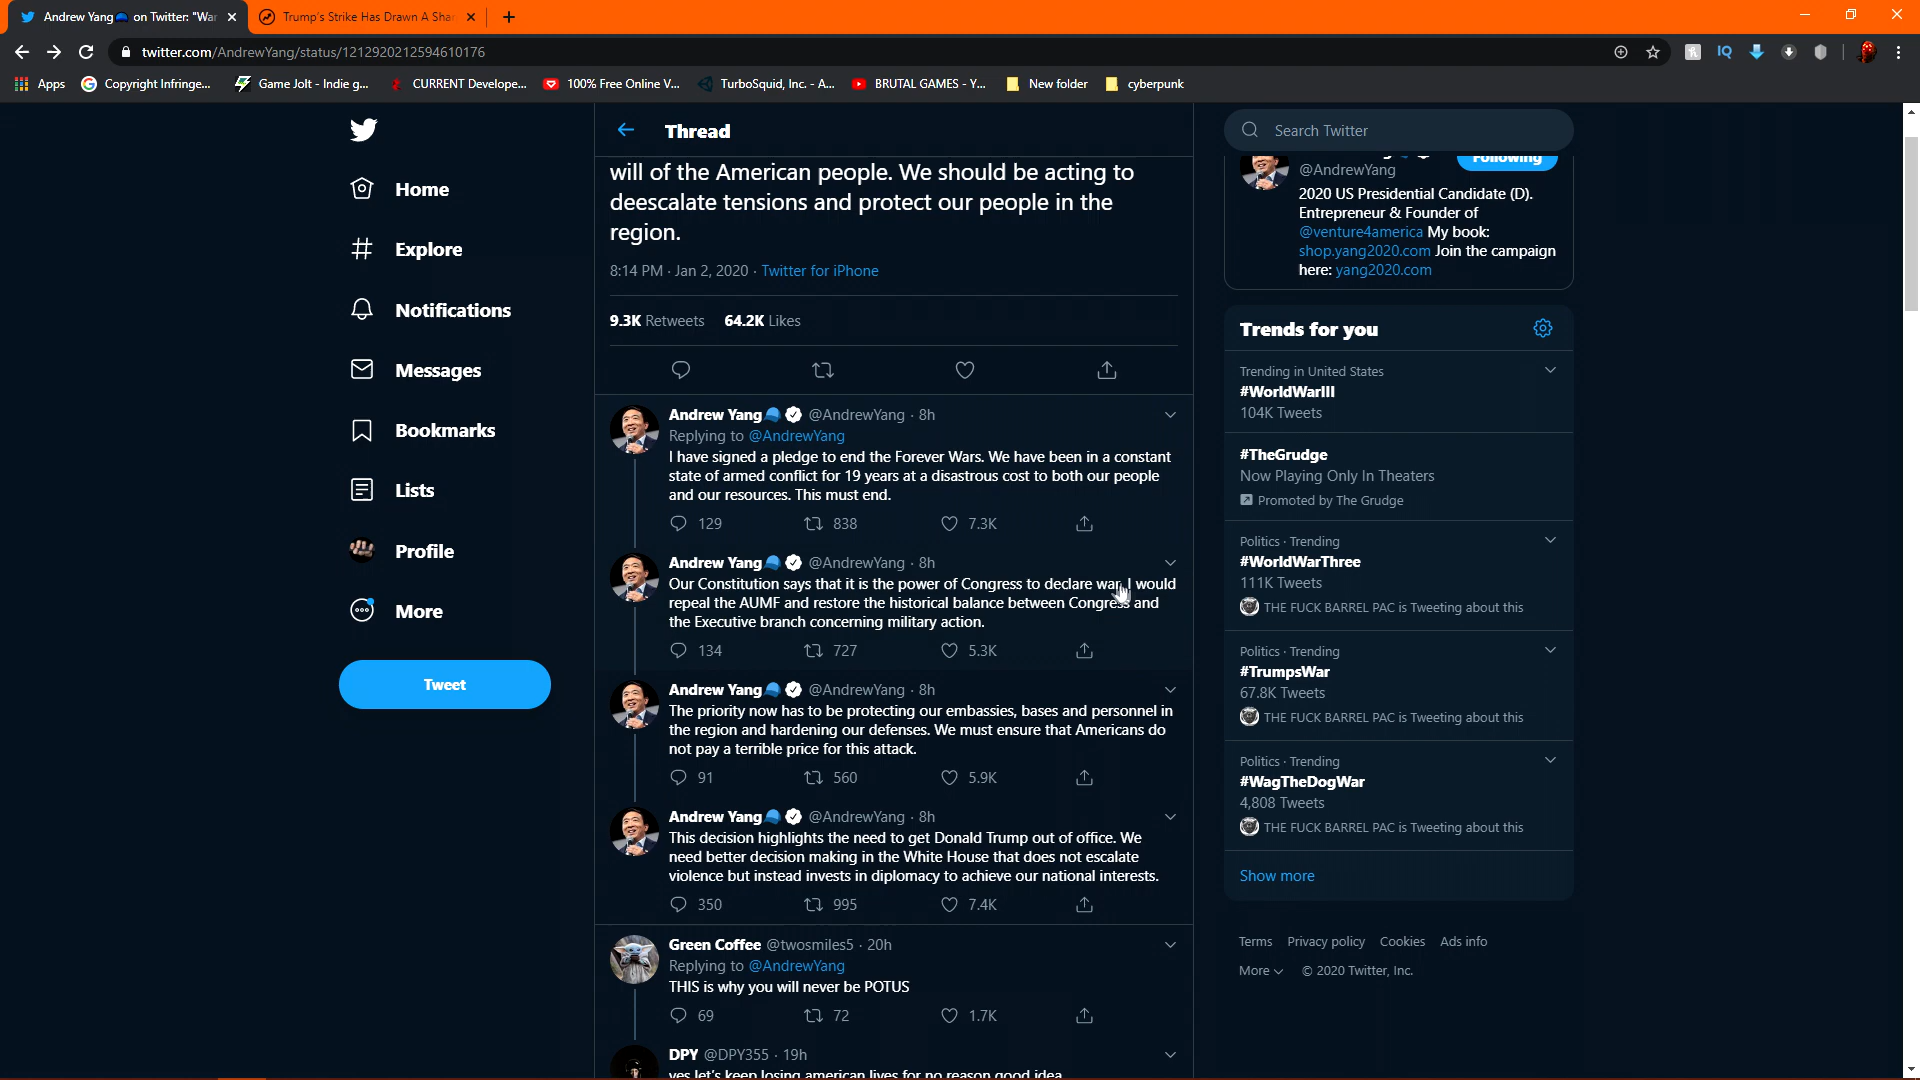 Andrew Yang on Twitter: "War
Trump's Strike Has Drawn A Shar
twitter.com/AndrewYang/status/1212920212594610176
Apps
Copyright Infringe...
Game Jolt - Indie g...
CURRENT Develope...
100% Free Online V...
TurboSquid, Inc. - A...
BRUTAL GAMES - Y...
New folder
cyberpunk
Home
Explore
Notifications
Messages
Bookmarks
Lists
Profile
More
Tweet
Thread
will of the American people. We should be acting to
deescalate tensions and protect our people in the
region.
8:14 PM · Jan 2, 2020 · Twitter for iPhone
9.3K Retweets 64.2K Likes
Andrew Yang @AndrewYang · 8h
Replying to @AndrewYang
I have signed a pledge to end the Forever Wars. We have been in a constant
state of armed conflict for 19 years at a disastrous cost to both our people
and our resources. This must end.
129 838 7.3K
Andrew Yang @AndrewYang · 8h
Our Constitution says that it is the power of Congress to declare war. I would
repeal the AUMF and restore the historical balance between Congress and
the Executive branch concerning military action.
134 727 5.3K
Andrew Yang @AndrewYang · 8h
The priority now has to be protecting our embassies, bases and personnel in
the region and hardening our defenses. We must ensure that Americans do
not pay a terrible price for this attack.
91 560 5.9K
Andrew Yang @AndrewYang · 8h
This decision highlights the need to get Donald Trump out of office. We
need better decision making in the White House that does not escalate
violence but instead invests in diplomacy to achieve our national interests.
350 995 7.4K
Green Coffee @twosmiles5 · 20h
Replying to @AndrewYang
THIS is why you will never be POTUS
69 72 1.7K
DPY @DPY355 · 19h
yes let's keep losing american lives for no reason good idea
Search Twitter
Following
@AndrewYang
2020 US Presidential Candidate (D).
Entrepreneur & Founder of
@venture4america My book:
shop.yang2020.com Join the campaign
here: yang2020.com
Trends for you
Trending in United States
#WorldWarIII
104K Tweets
#TheGrudge
Now Playing Only In Theaters
Promoted by The Grudge
Politics · Trending
#WorldWarThree
111K Tweets
THE FUCK BARREL PAC is Tweeting about this
Politics · Trending
#TrumpsWar
67.8K Tweets
THE FUCK BARREL PAC is Tweeting about this
Politics · Trending
#WagTheDogWar
4,808 Tweets
THE FUCK BARREL PAC is Tweeting about this
Show more
Terms Privacy policy Cookies Ads info
More © 2020 Twitter, Inc.